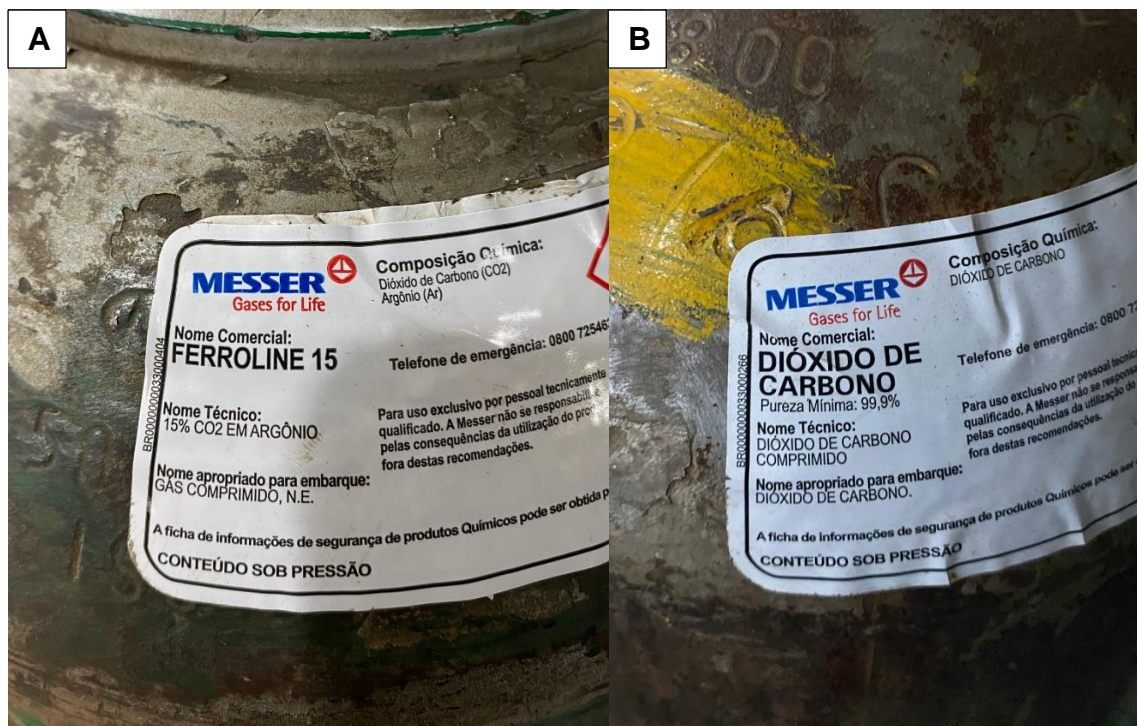 A
MESSER
Gases for Life
Composição Química:
Dióxido de Carbono (CO2)
Argônio (Ar)
Nome Comercial:
FERROLINE 15
Telefone de emergência: 0800 72546
Nome Técnico:
15% CO2 EM ARGÔNIO
Para uso exclusivo por pessoal tecnicamente
qualificado. A Messer não se responsabiliza
pelas consequências da utilização do
fora destas recomendações.
Nome apropriado para embarque:
GÁS COMPRIMIDO, N.E.
A ficha de informações de segurança de produtos Químicos pode ser obtida
CONTEÚDO SOB PRESSÃO
BR0000000033000404
B
800
MESSER
Gases for Life
Composição Química:
DIÓXIDO DE CARBONO
Nome Comercial:
DIÓXIDO DE
CARBONO
Pureza Mínima: 99,9%
Telefone de emergência: 0800
Nome Técnico:
DIÓXIDO DE CARBONO
COMPRIMIDO
Para uso exclusivo por pessoal
qualificado. A Messer não se
pelas consequências da utilização do
fora destas recomendações.
Nome apropriado para embarque:
DIÓXIDO DE CARBONO.
A ficha de informações de segurança de produtos Químicos pode ser
CONTEÚDO SOB PRESSÃO
BR0000000033000266